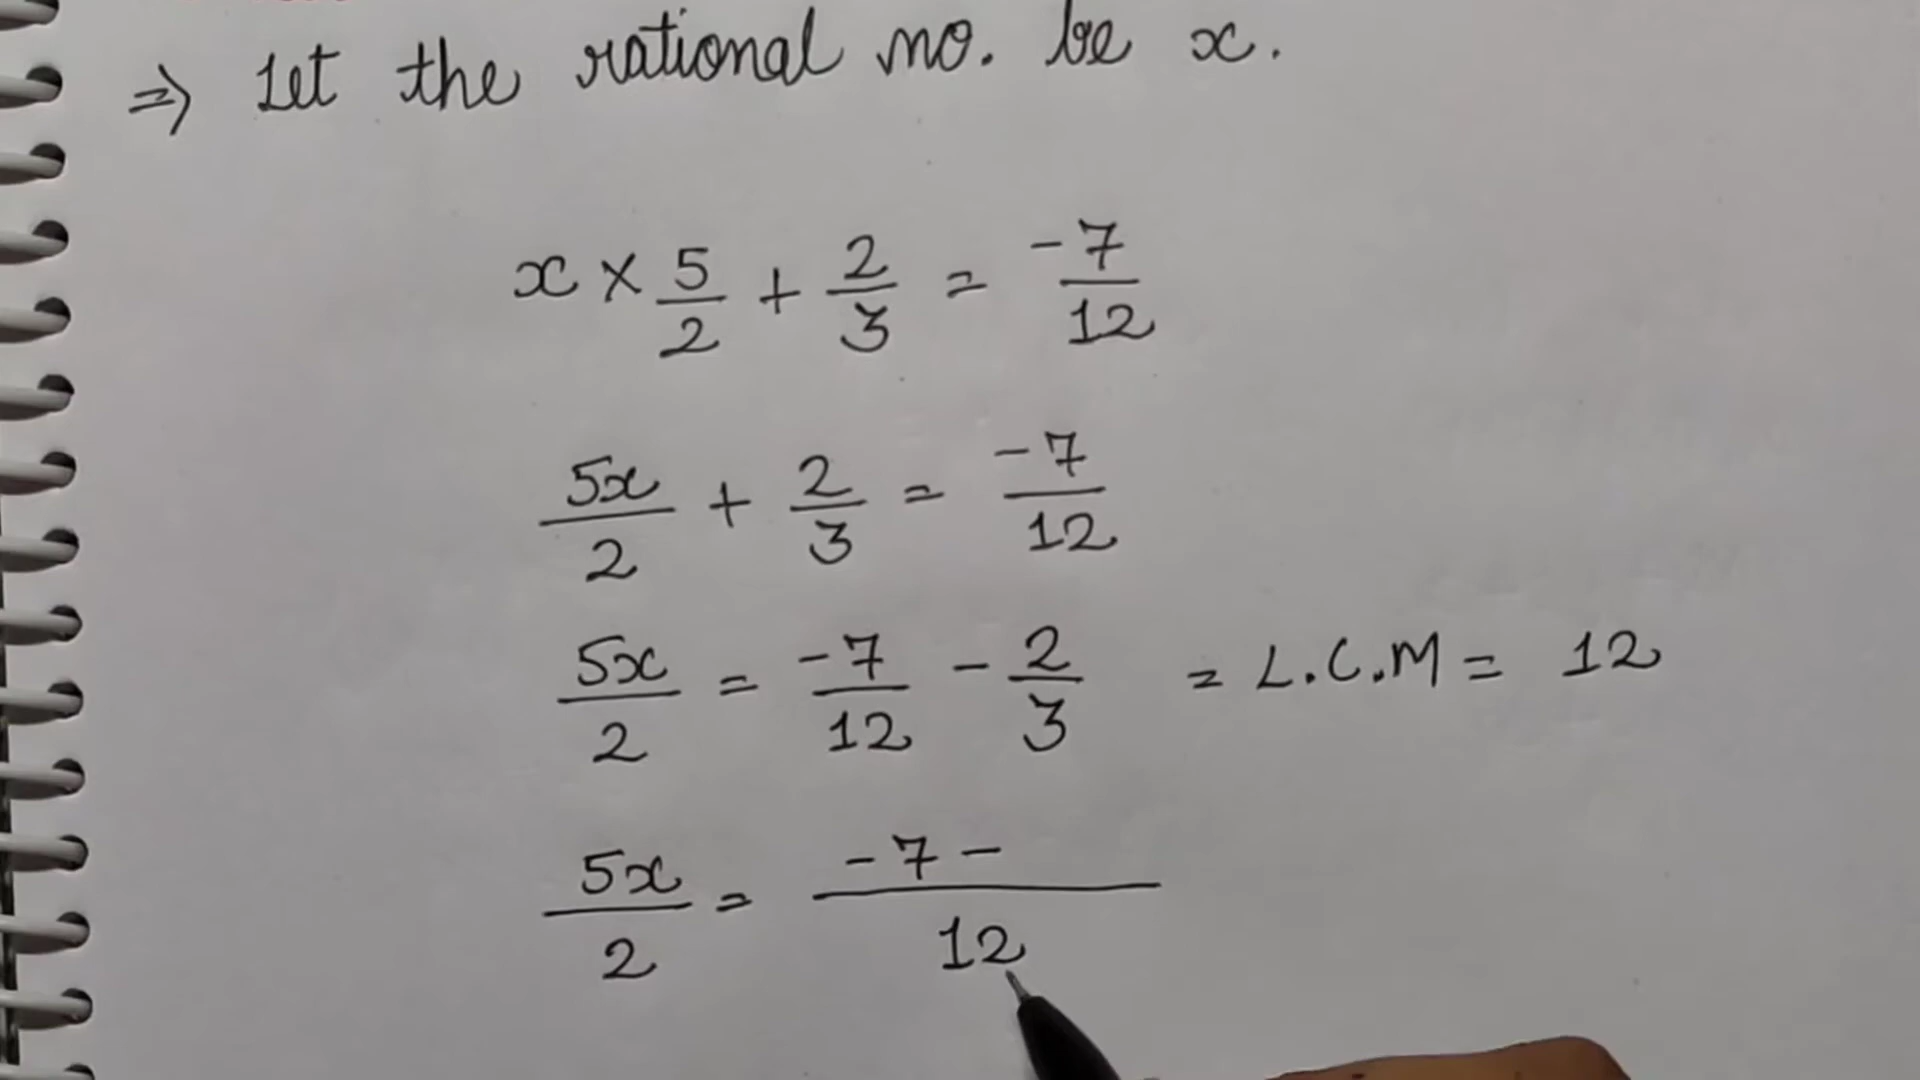 ⇒ Let the rational no. be x.
x × 5/2 + 2/3 = -7/12
5x/2 + 2/3 = -7/12
5x/2 = -7/12 - 2/3 = L.C.M = 12
5x/2 = -7 - /12